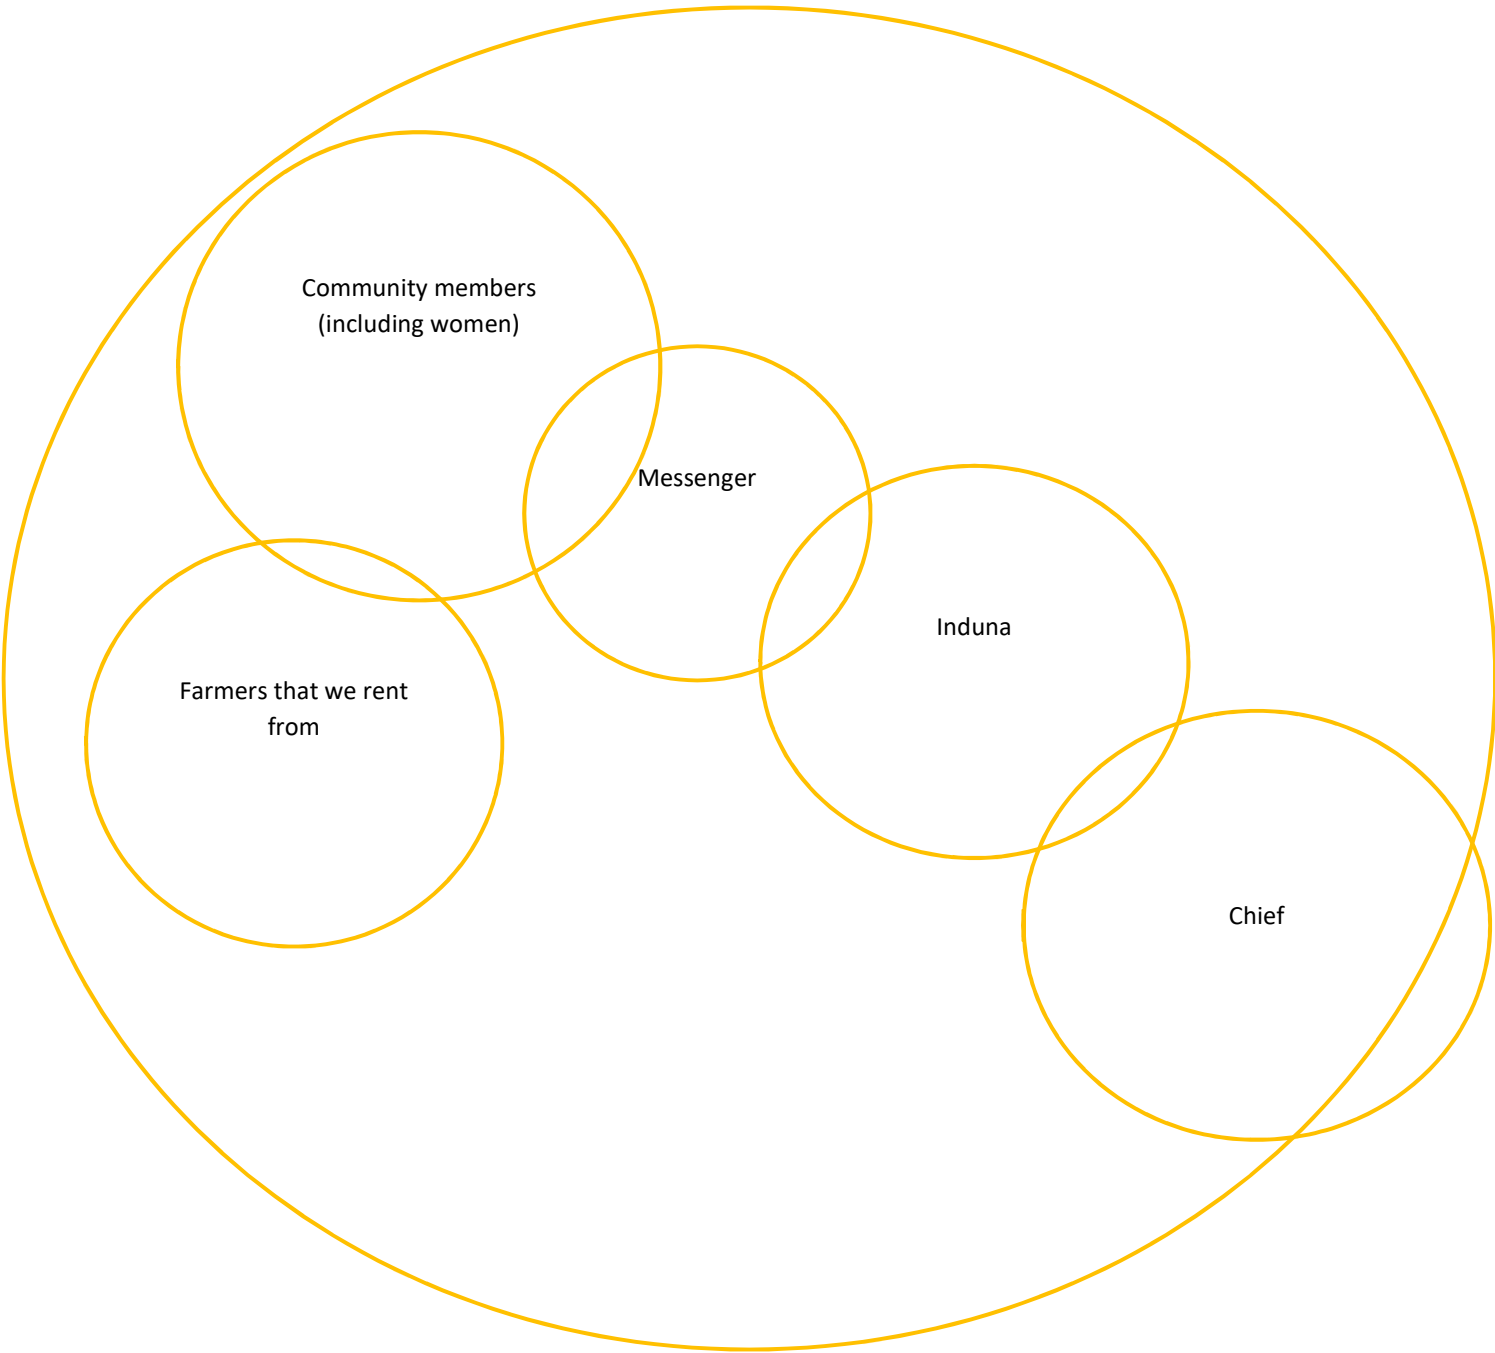 Community members
(including women)
Messenger
Induna
Farmers that we rent
from
Chief